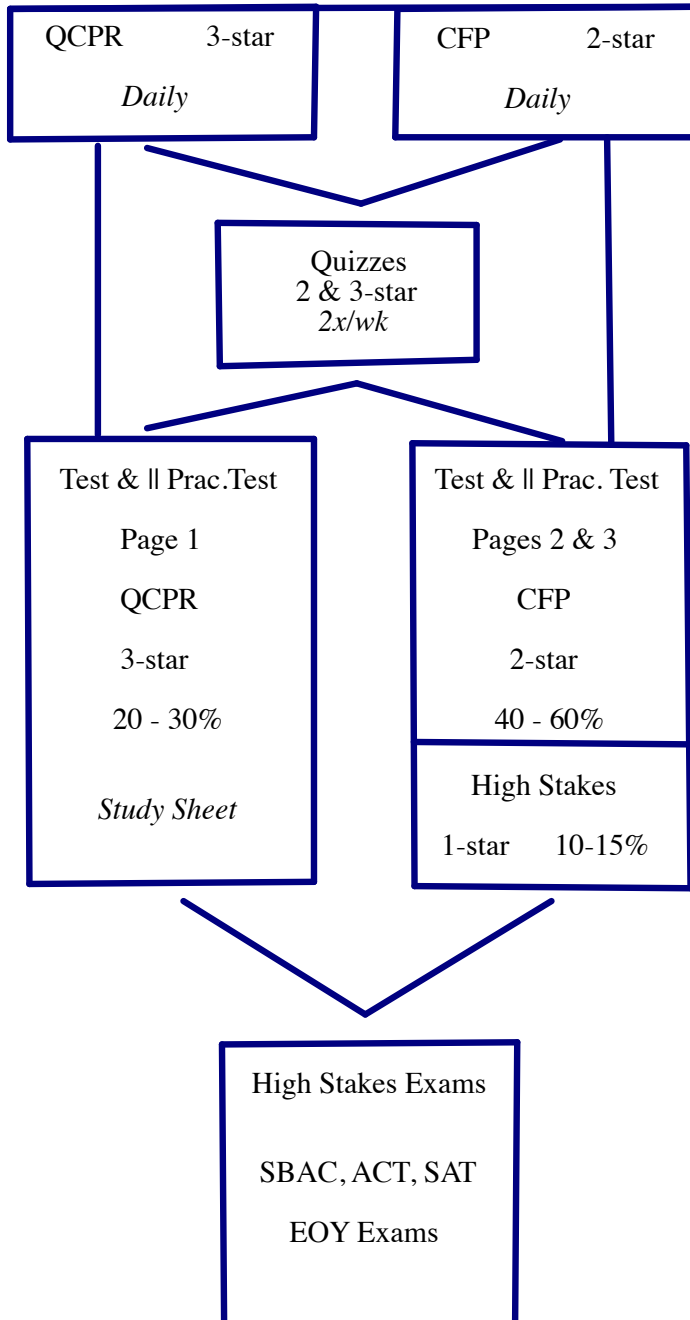 QCPR 3-star
Daily
CFP 2-star
Daily
Quizzes
2 & 3-star
2x/wk
Test & || Prac.Test
Page 1
QCPR
3-star
20 - 30%
Study Sheet
Test & || Prac. Test
Pages 2 & 3
CFP
2-star
40 - 60%
High Stakes
1-star 10-15%
High Stakes Exams
SBAC, ACT, SAT
EOY Exams